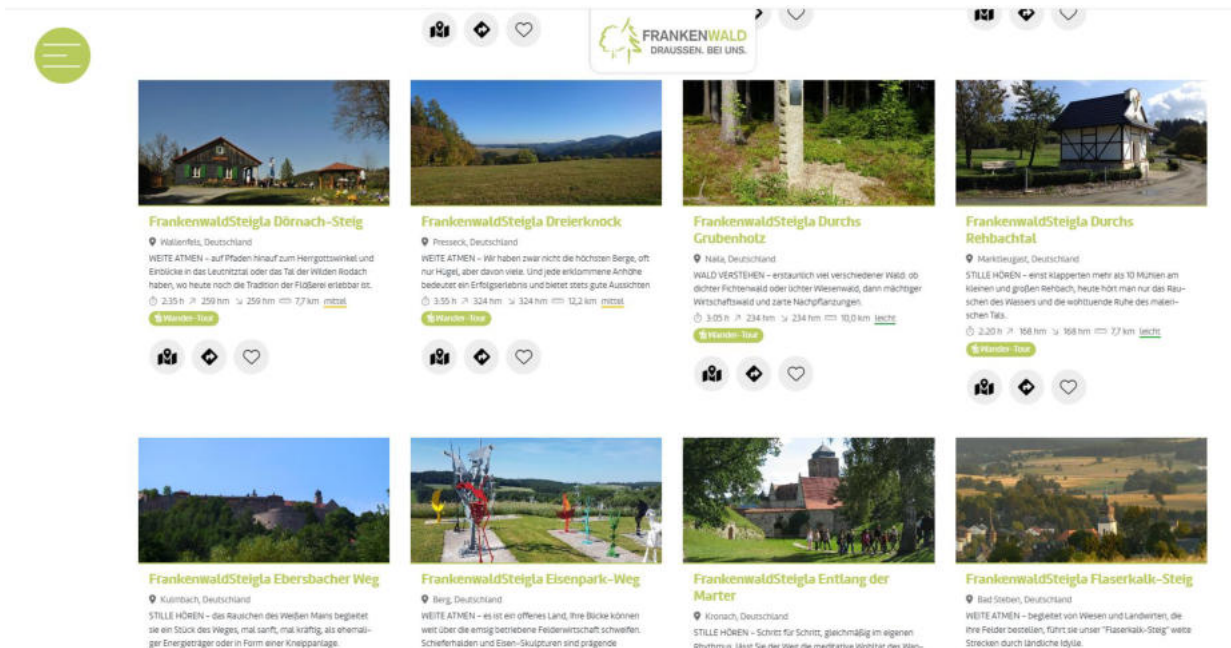 FRANKENWALD
DRAUSSEN. BEI UNS.
FrankenwaldSteigla Dörnach-Steig
Wallenfels, Deutschland
WEITE ATMEN – auf Pfaden hinauf zum Herrgottswinkel und
Einblicke in das Leutnitztal oder das Tal der Wilden Rodach
haben, wo heute noch die Tradition der Flößerei erlebbar ist.
2:35 h 259 hm 259 hm 7,7 km mittel
Wander-Tour
FrankenwaldSteigla Dreierknock
Presseck, Deutschland
WEITE ATMEN – Wir haben zwar nicht die höchsten Berge, oft
nur Hügel, aber davon viele. Und jede erklommene Anhöhe
bedeutet ein Erfolgserlebnis und bietet stets gute Aussichten
3:55 h 324 hm 324 hm 12,2 km mittel
Wander-Tour
FrankenwaldSteigla Durchs
Grubenholz
Naila, Deutschland
WALD VERSTEHEN – erstaunlich viel verschiedener Wald: ob
dichter Fichtenwald oder lichter Wiesenwald, dann mächtiger
Wirtschaftswald und zarte Nachpflanzungen.
3:05 h 234 hm 234 hm 10,0 km leicht
Wander-Tour
FrankenwaldSteigla Durchs
Rehbachtal
Marktleugast, Deutschland
STILLE HÖREN – einst klapperten mehr als 10 Mühlen am
kleinen und großen Rehbach, heute hört man nur das Rau-
schen des Wassers und die wohltuende Ruhe des maleri-
schen Tals.
2:20 h 168 hm 168 hm 7,7 km leicht
Wander-Tour
FrankenwaldSteigla Ebersbacher Weg
Kulmbach, Deutschland
STILLE HÖREN – das Rauschen des Weißen Mains begleitet
sie ein Stück des Weges, mal sanft, mal kräftig, als ehemali-
ger Energieträger oder in Form einer Kneippanlage.
FrankenwaldSteigla Eisenpark-Weg
Berg, Deutschland
WEITE ATMEN – es ist ein offenes Land, Ihre Blicke können
weit über die emsig betriebene Felderwirtschaft schweifen.
Schieferhalden und Eisen-Skulpturen sind prägende
FrankenwaldSteigla Entlang der
Marter
Kronach, Deutschland
STILLE HÖREN – Schritt für Schritt, gleichmäßig im eigenen
Rhythmus, lässt Sie der Weg die meditative Wohltat des Wan-
FrankenwaldSteigla Flaserkalk-Steig
Bad Steben, Deutschland
WEITE ATMEN – begleitet von Wiesen und Landwirten, die
ihre Felder bestellen, führt sie unser "Flaserkalk-Steig" weite
Strecken durch ländliche Idylle.